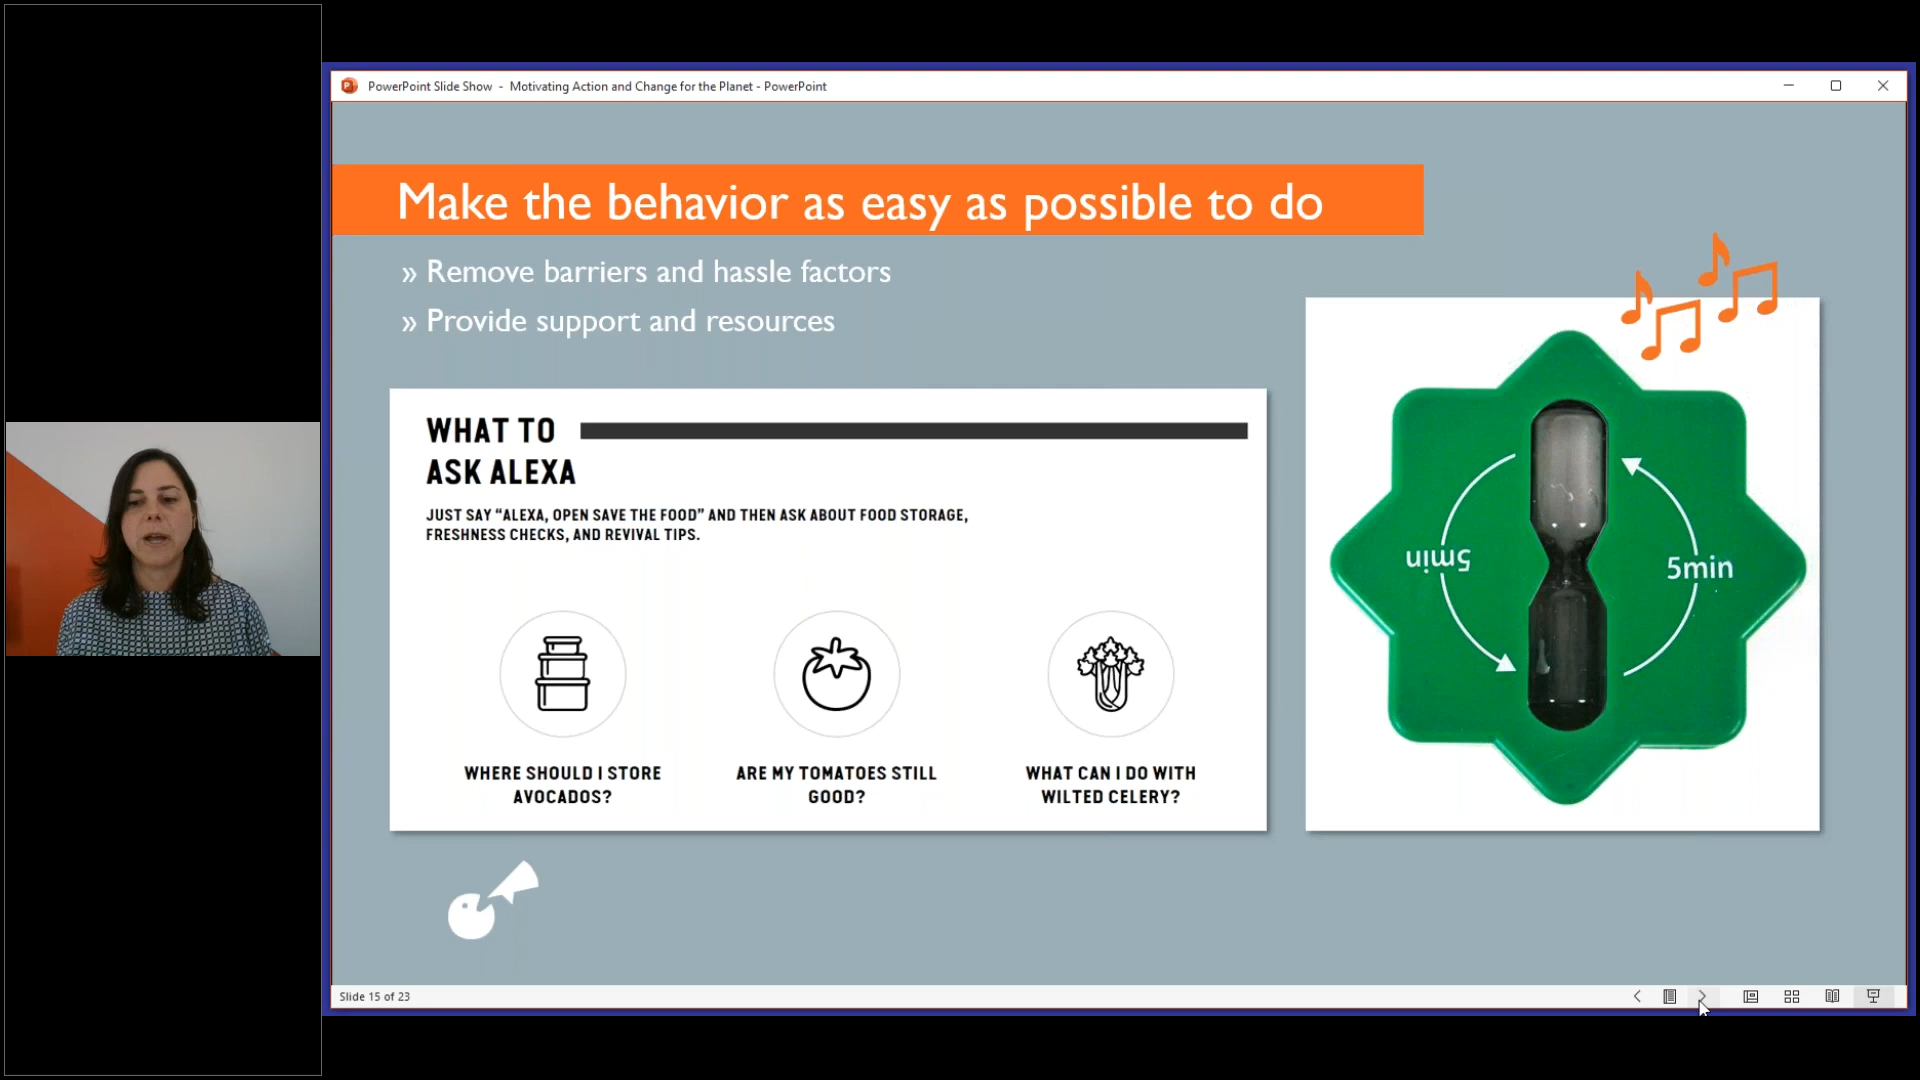 PowerPoint Slide Show - Motivating Action and Change for the Planet - PowerPoint
Make the behavior as easy as possible to do
» Remove barriers and hassle factors
» Provide support and resources
WHAT TO
ASK ALEXA
JUST SAY “ALEXA, OPEN SAVE THE FOOD” AND THEN ASK ABOUT FOOD STORAGE,
FRESHNESS CHECKS, AND REVIVAL TIPS.
WHERE SHOULD I STORE
AVOCADOS?
ARE MY TOMATOES STILL
GOOD?
WHAT CAN I DO WITH
WILTED CELERY?
5min
5min
Slide 15 of 23